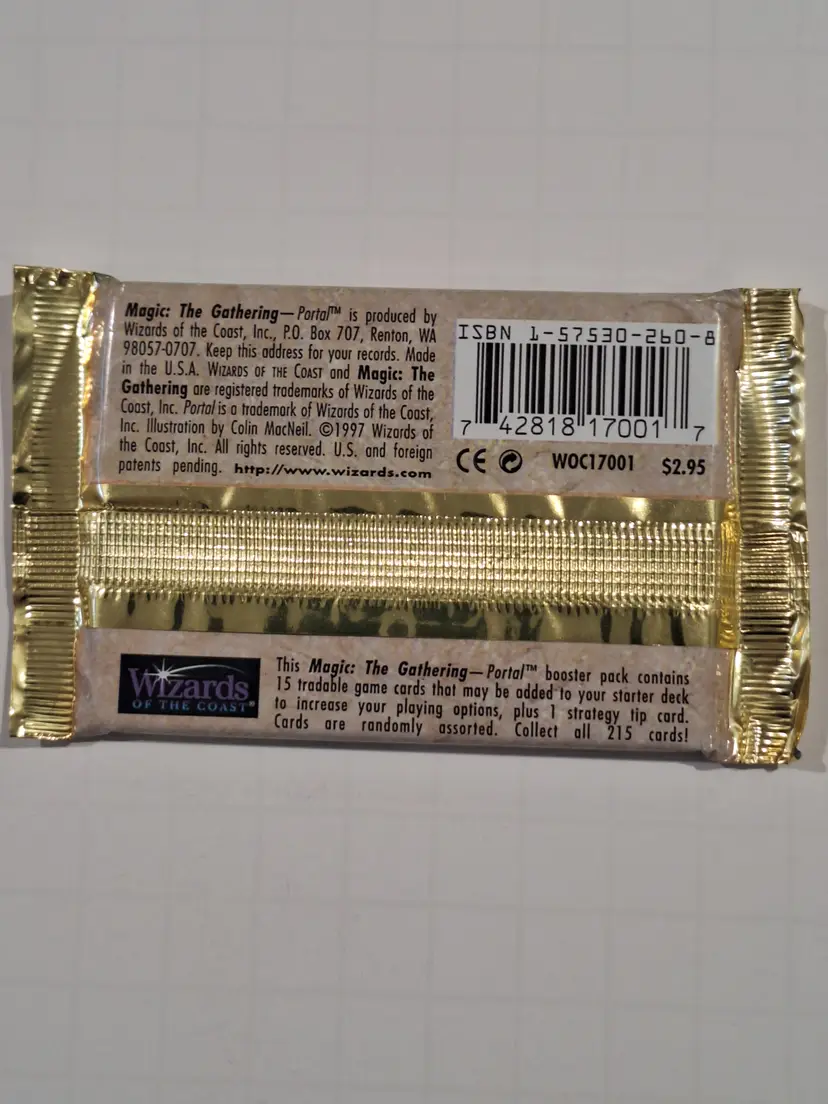 Magic: The Gathering—Portal™ is produced by
Wizards of the Coast, Inc., P.O. Box 707, Renton, WA
98057-0707. Keep this address for your records. Made
in the U.S.A. WIZARDS OF THE COAST and Magic: The
Gathering are registered trademarks of Wizards of the
Coast, Inc. Portal is a trademark of Wizards of the Coast,
Inc. Illustration by Colin MacNeil. ©1997 Wizards of
the Coast, Inc. All rights reserved. U.S. and foreign
patents pending. http://www.wizards.com
ISBN 1-57530-260-8
7 42818 17001 7
CE WOC17001 $2.95
Wizards
OF THE COAST®
This Magic: The Gathering—Portal™ booster pack contains
15 tradable game cards that may be added to your starter deck
to increase your playing options, plus 1 strategy tip card.
Cards are randomly assorted. Collect all 215 cards!